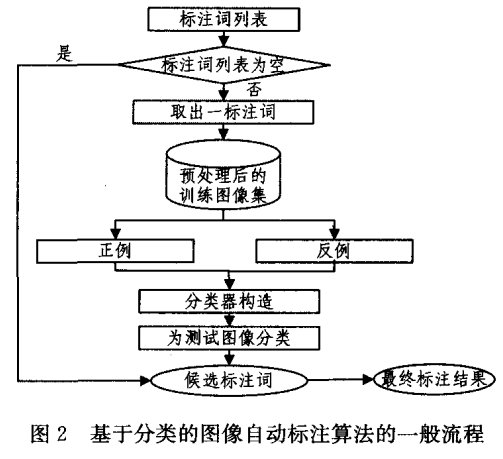 标注词列表
是
标注词列表为空
否
取出一标注词
预处理后的
训练图像集
正例
反例
分类器构造
为测试图像分类
候选标注词
最终标注结果
图 2 基于分类的图像自动标注算法的一般流程